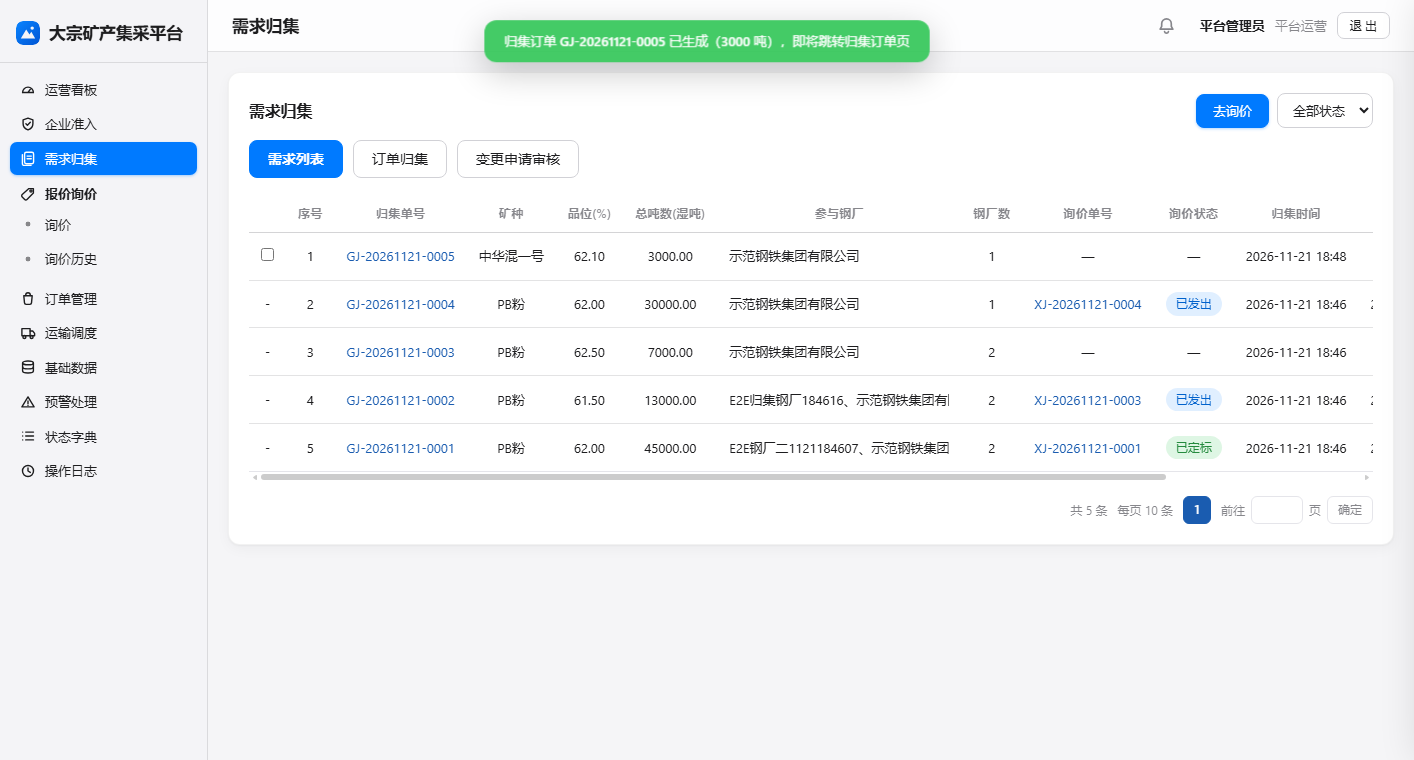 大宗矿产集采平台
需求归集
归集订单 GJ-20261121-0005 已生成（3000 吨），即将跳转归集订单页
平台管理员 平台运营 退出
运营看板
企业准入
需求归集
报价询价
询价
询价历史
订单管理
运输调度
基础数据
预警处理
状态字典
操作日志
需求归集
去询价 全部状态
需求列表 订单归集 变更申请审核
序号 归集单号 矿种 品位(%) 总吨数(湿吨) 参与钢厂 钢厂数 询价单号 询价状态 归集时间
1 GJ-20261121-0005 中华混一号 62.10 3000.00 示范钢铁集团有限公司 1 — — 2026-11-21 18:48
- 2 GJ-20261121-0004 PB粉 62.00 30000.00 示范钢铁集团有限公司 1 XJ-20261121-0004 已发出 2026-11-21 18:46
- 3 GJ-20261121-0003 PB粉 62.50 7000.00 示范钢铁集团有限公司 2 — — 2026-11-21 18:46
- 4 GJ-20261121-0002 PB粉 61.50 13000.00 E2E归集钢厂184616、示范钢铁集团有 2 XJ-20261121-0003 已发出 2026-11-21 18:46
- 5 GJ-20261121-0001 PB粉 62.00 45000.00 E2E钢厂二1121184607、示范钢铁集团 2 XJ-20261121-0001 已定标 2026-11-21 18:46
共 5 条 每页 10 条 1 前往 页 确定